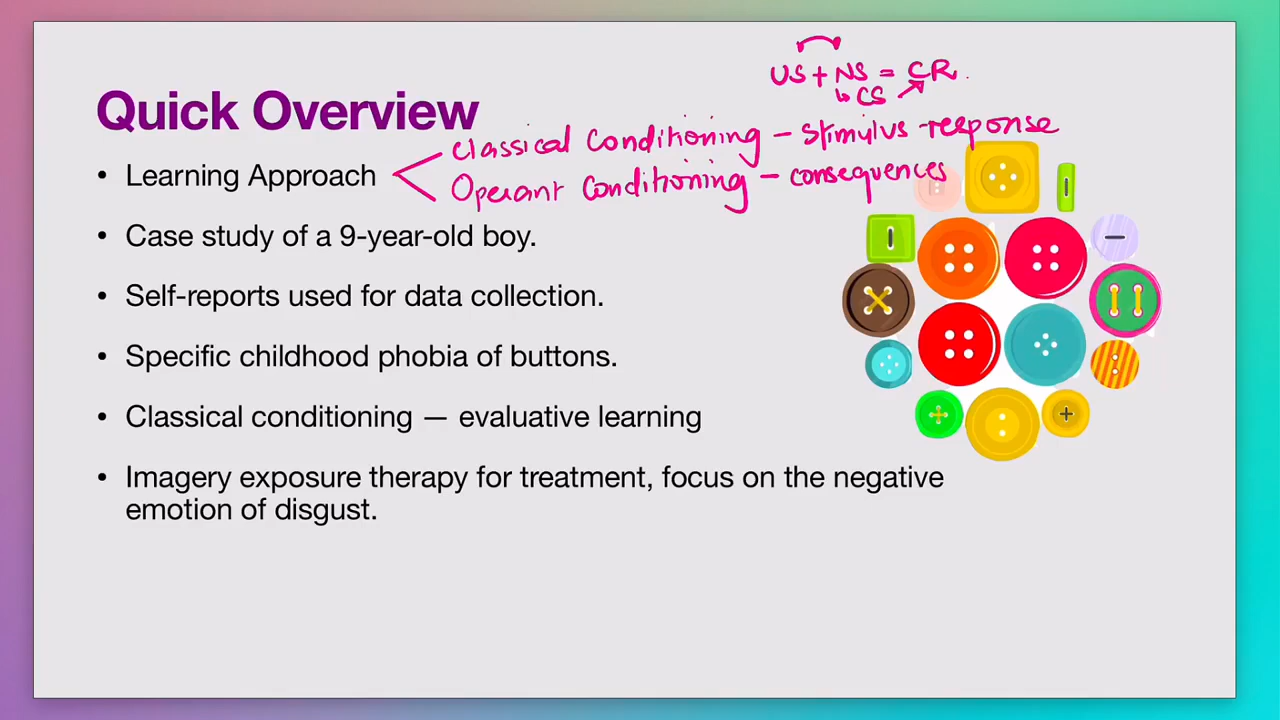 US + NS = CR.
↳ CS
Quick Overview
Classical Conditioning – stimulus-response
• Learning Approach
Operant Conditioning – consequences
• Case study of a 9-year-old boy.
• Self-reports used for data collection.
• Specific childhood phobia of buttons.
• Classical conditioning — evaluative learning
• Imagery exposure therapy for treatment, focus on the negative
emotion of disgust.